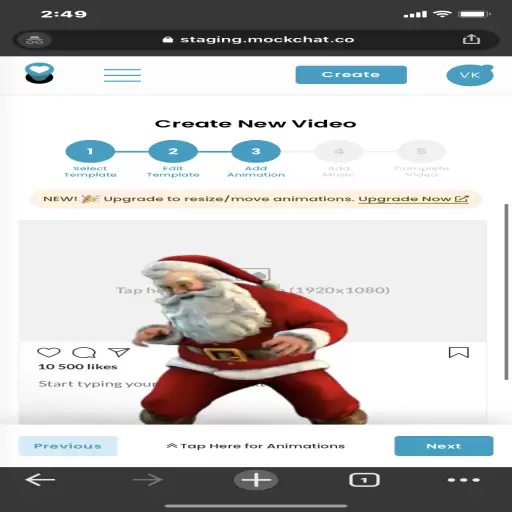 2:49
staging.mockchat.co
Create
VK
Create New Video
1 2 3 4 5
Select Template
Edit Template
Add Animation
Add Music
Complete Video
NEW! 🎉 Upgrade to resize/move animations. Upgrade Now
Tap he (1920x1080)
10 500 likes
Start typing your
Previous
Tap Here for Animations
Next
1